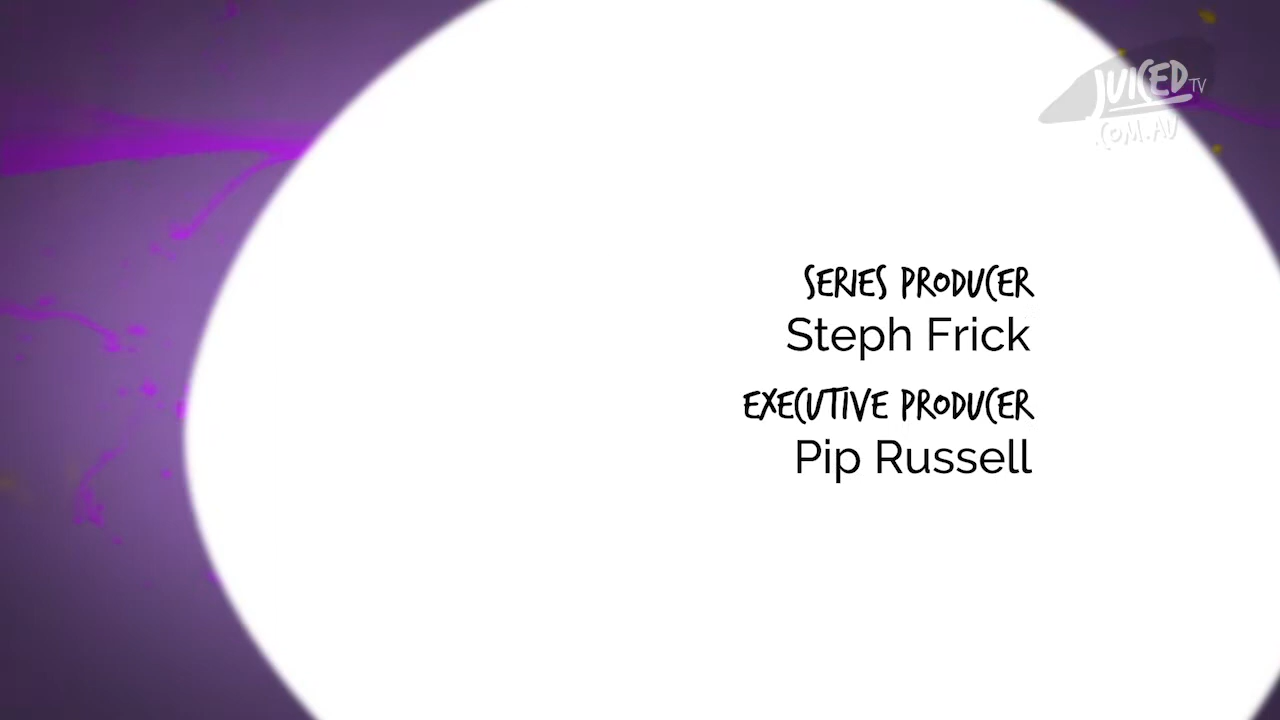 JUICED TV
.COM.AU
SERIES PRODUCER
Steph Frick
EXECUTIVE PRODUCER
Pip Russell